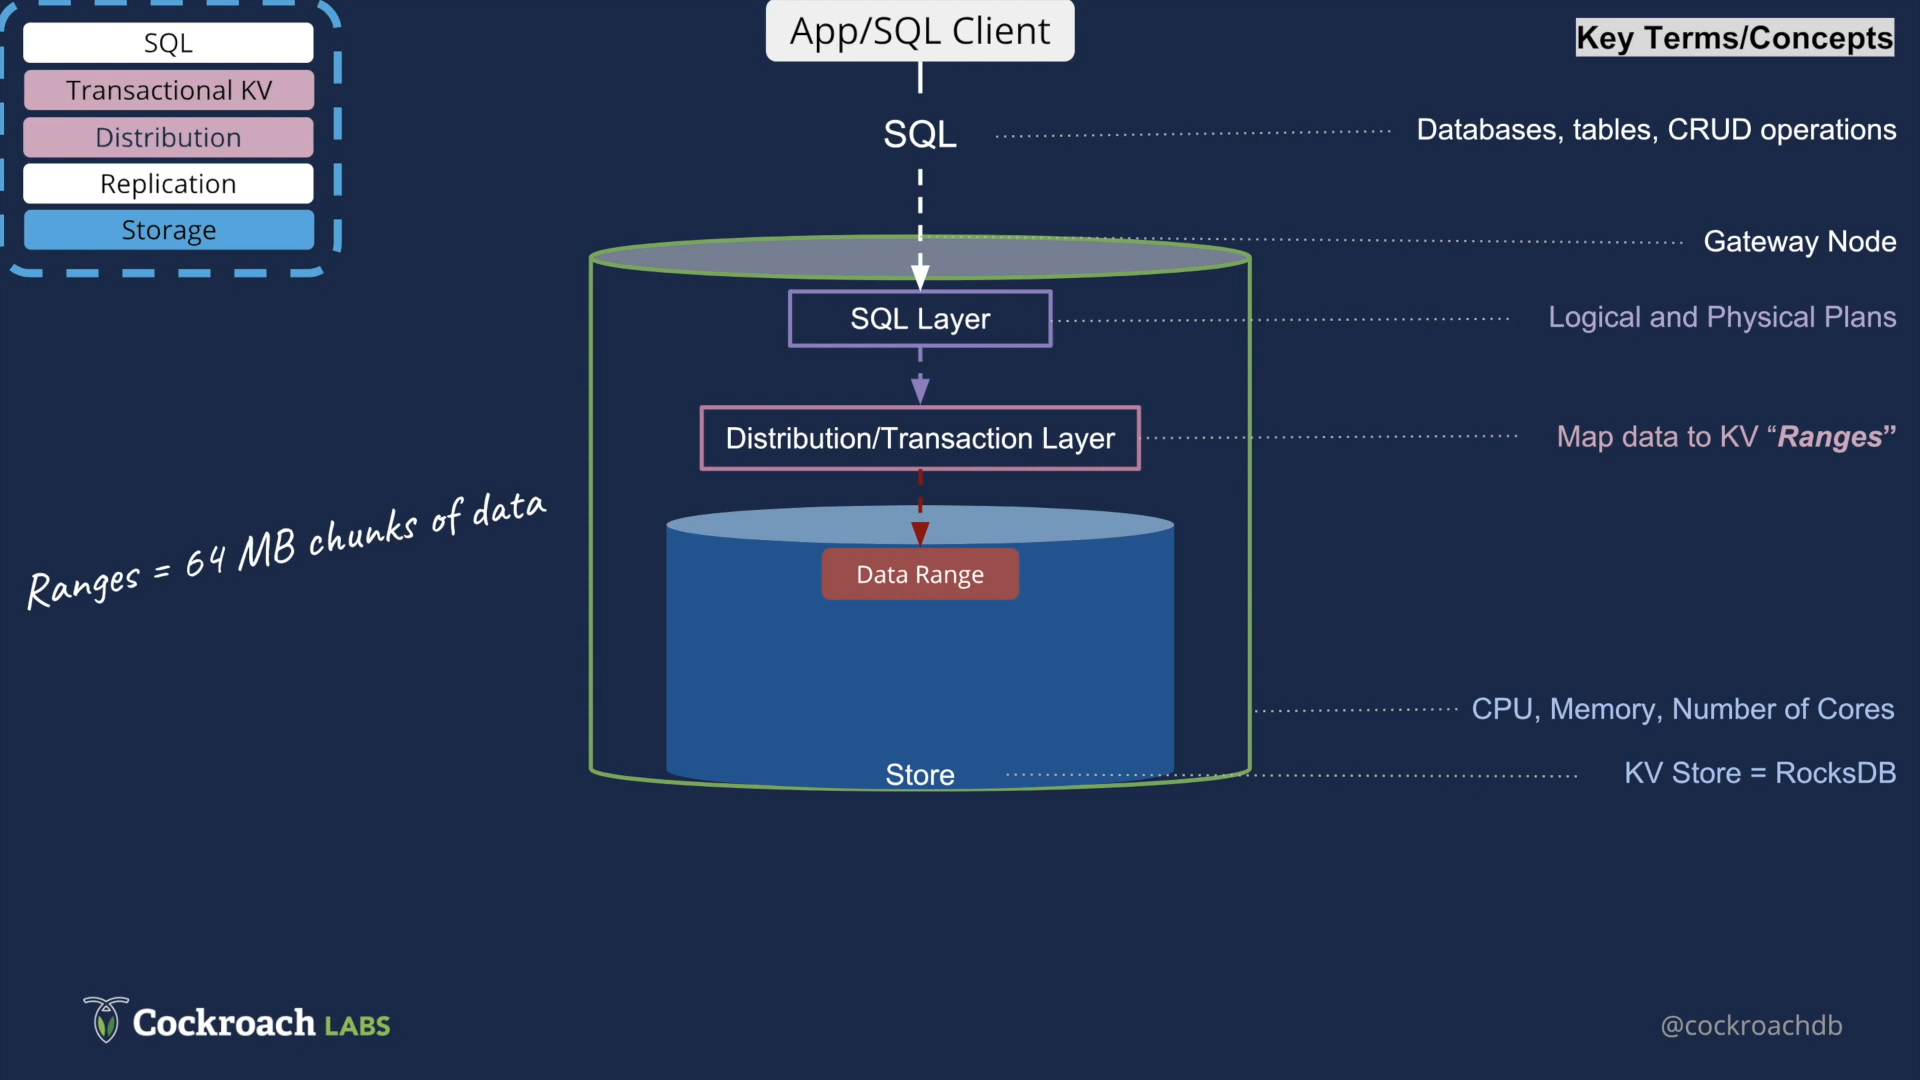 SQL
Transactional KV
Distribution
Replication
Storage
App/SQL Client
Key Terms/Concepts
SQL
Databases, tables, CRUD operations
Gateway Node
SQL Layer
Logical and Physical Plans
Distribution/Transaction Layer
Map data to KV “Ranges”
Ranges = 64 MB chunks of data
Data Range
CPU, Memory, Number of Cores
Store
KV Store = RocksDB
Cockroach LABS
@cockroachdb